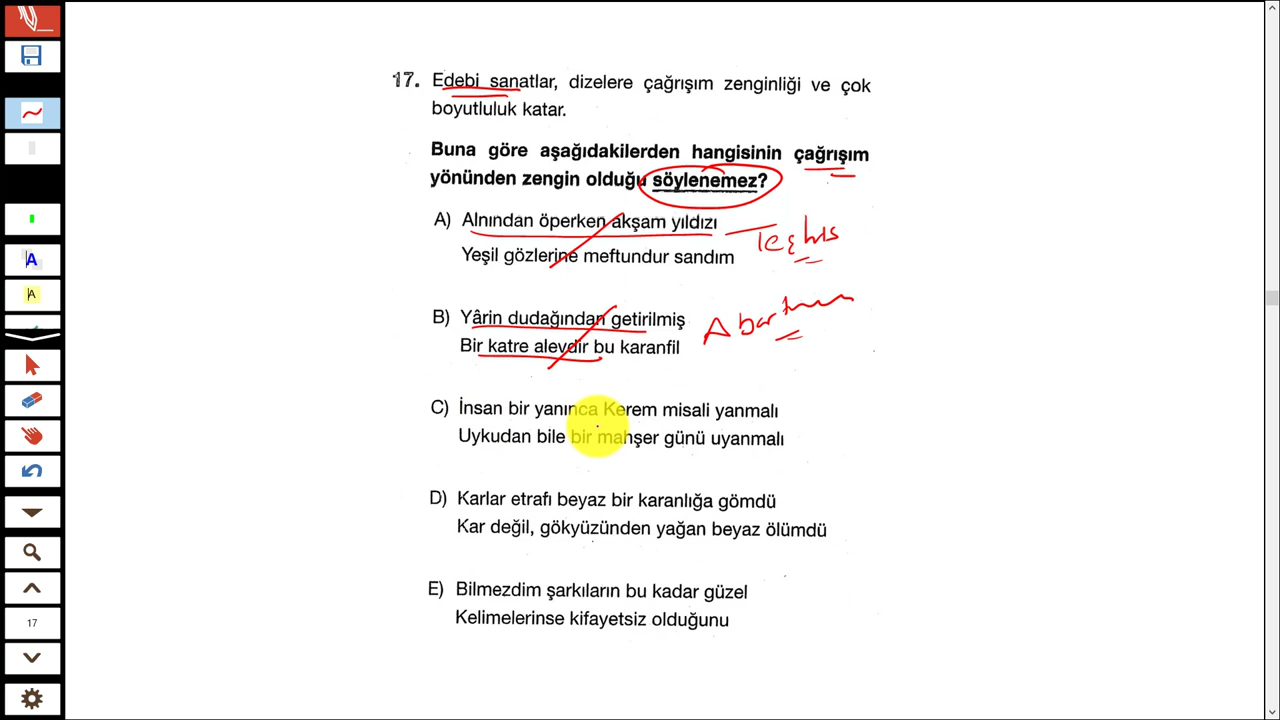 17. Edebi sanatlar, dizelere çağrışım zenginliği ve çok
boyutluluk katar.
Buna göre aşağıdakilerden hangisinin çağrışım
yönünden zengin olduğu söylenemez?
A) Alnından öperken akşam yıldızı
Teşhis
Yeşil gözlerine meftundur sandım
B) Yârin dudağından getirilmiş
Abartma
Bir katre alevdir bu karanfil
C) İnsan bir yanınca Kerem misali yanmalı
Uykudan bile bir mahşer günü uyanmalı
D) Karlar etrafı beyaz bir karanlığa gömdü
Kar değil, gökyüzünden yağan beyaz ölümdü
E) Bilmezdim şarkıların bu kadar güzel
Kelimelerinse kifayetsiz olduğunu
A
A
17